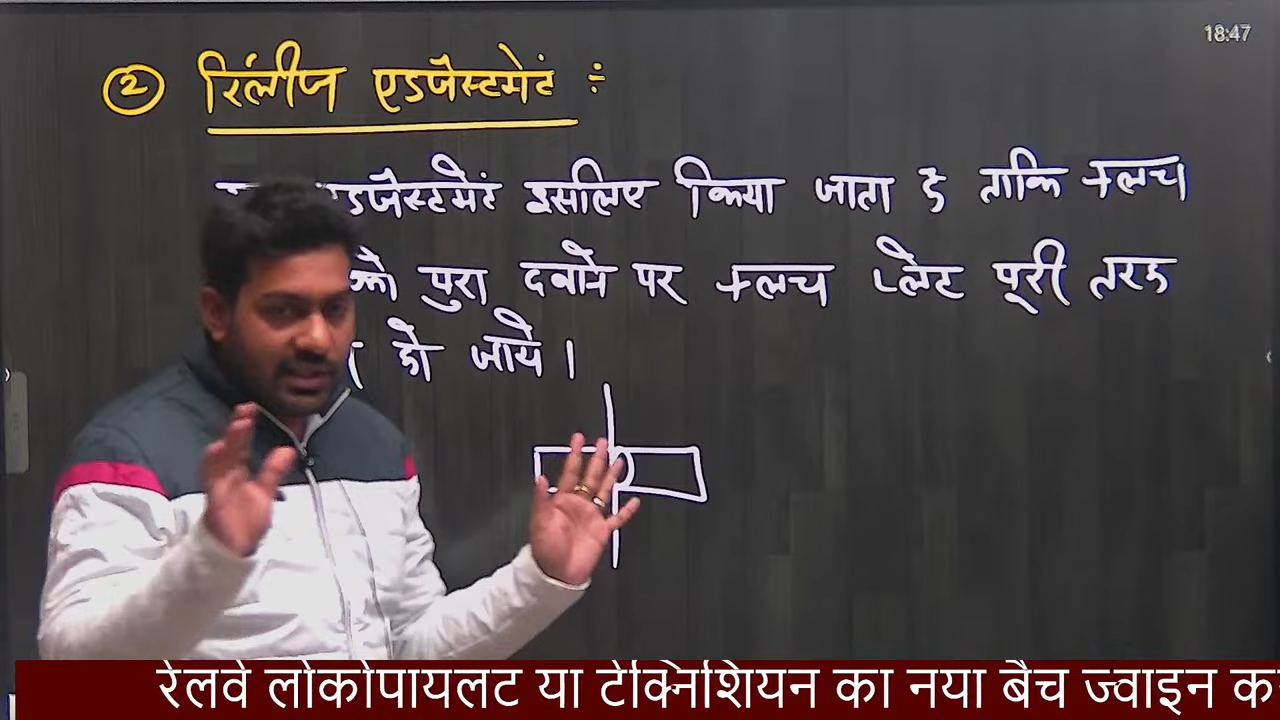 18:47
② रिलीज एडजेस्टमेटं ÷
एडजेस्टमेटं इसलिए किया जाता है ताकि क्लच
को पुरा दबाने पर क्लच प्लेट पूरी तरह
हो जाये।
रेलवे लोकोपायलट या टेक्निशियन का नया बैच ज्वाइन क